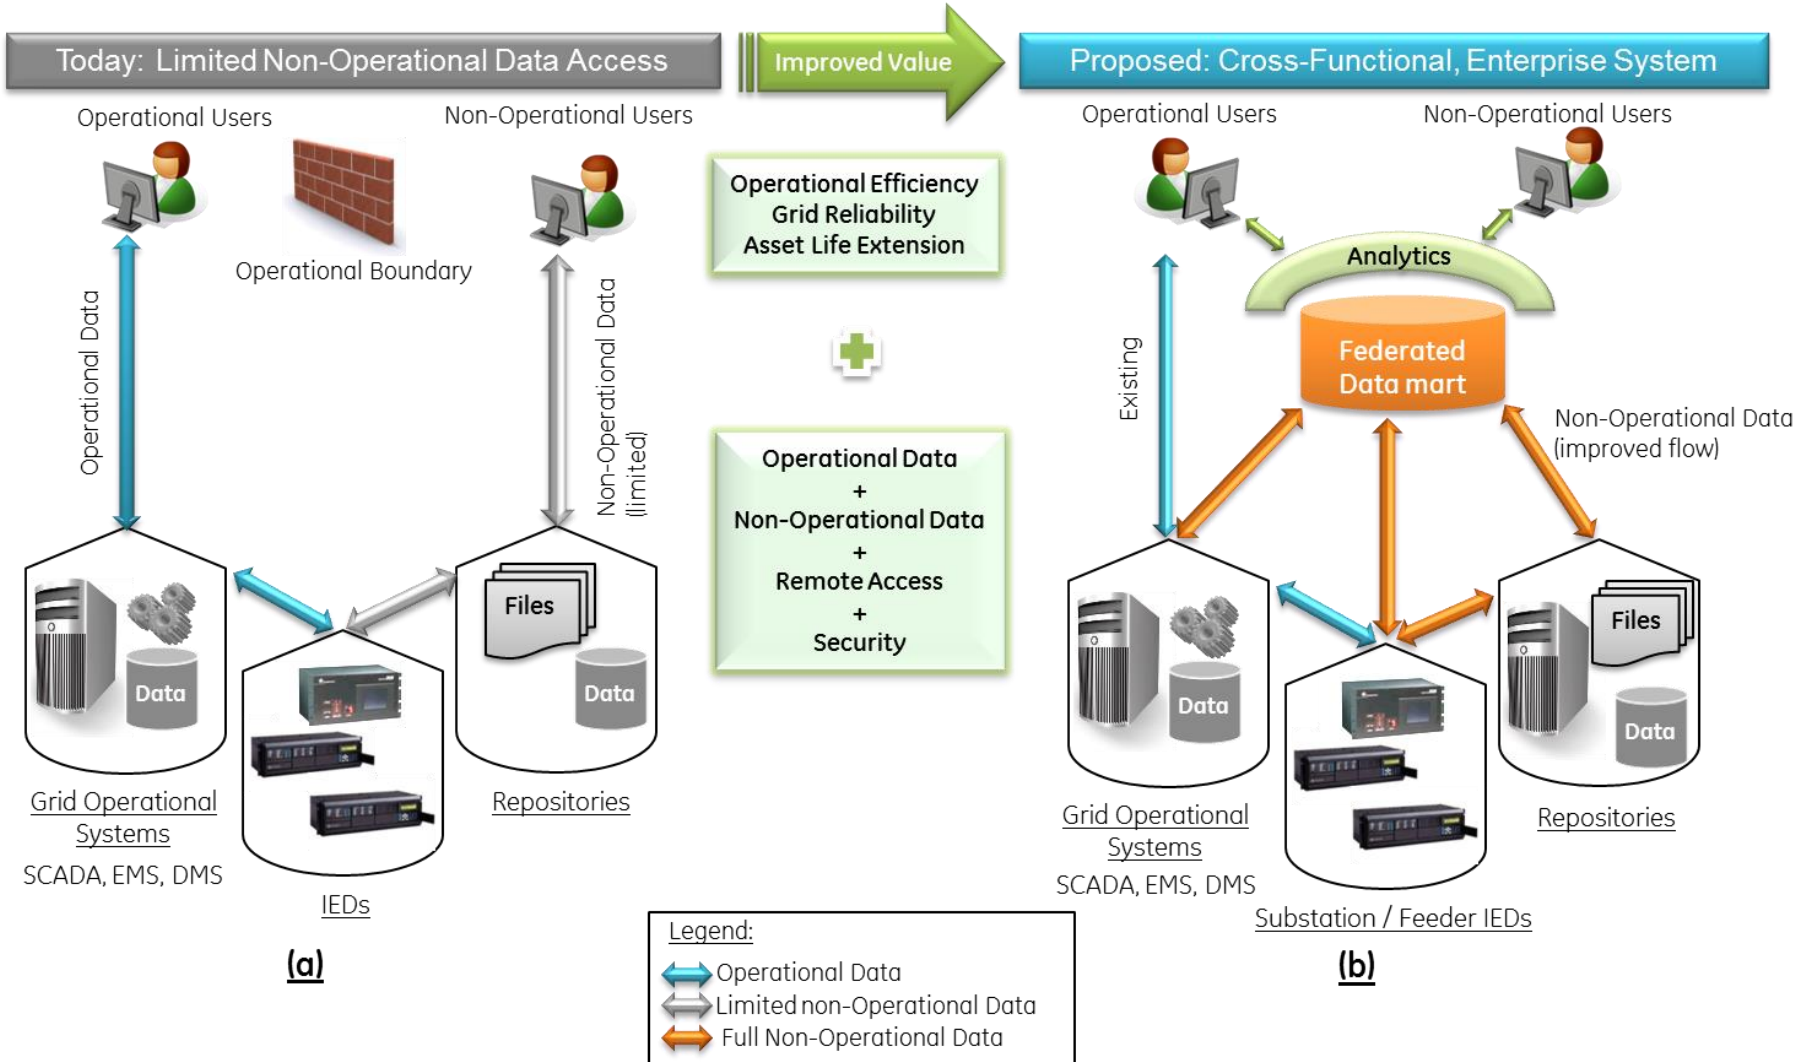 Today: Limited Non-Operational Data Access
Improved Value
Proposed: Cross-Functional, Enterprise System
Operational Users
Non-Operational Users
Operational Boundary
Operational Data
Non-Operational Data
(limited)
Files
Data
Data
Grid Operational
Systems
SCADA, EMS, DMS
IEDs
Repositories
(a)
Operational Efficiency
Grid Reliability
Asset Life Extension
Operational Data
+
Non-Operational Data
+
Remote Access
+
Security
Operational Users
Non-Operational Users
Analytics
Federated
Data mart
Existing
Non-Operational Data
(improved flow)
Data
Files
Data
Grid Operational
Systems
SCADA, EMS, DMS
Substation / Feeder IEDs
Repositories
(b)
Legend:
Operational Data
Limited non-Operational Data
Full Non-Operational Data